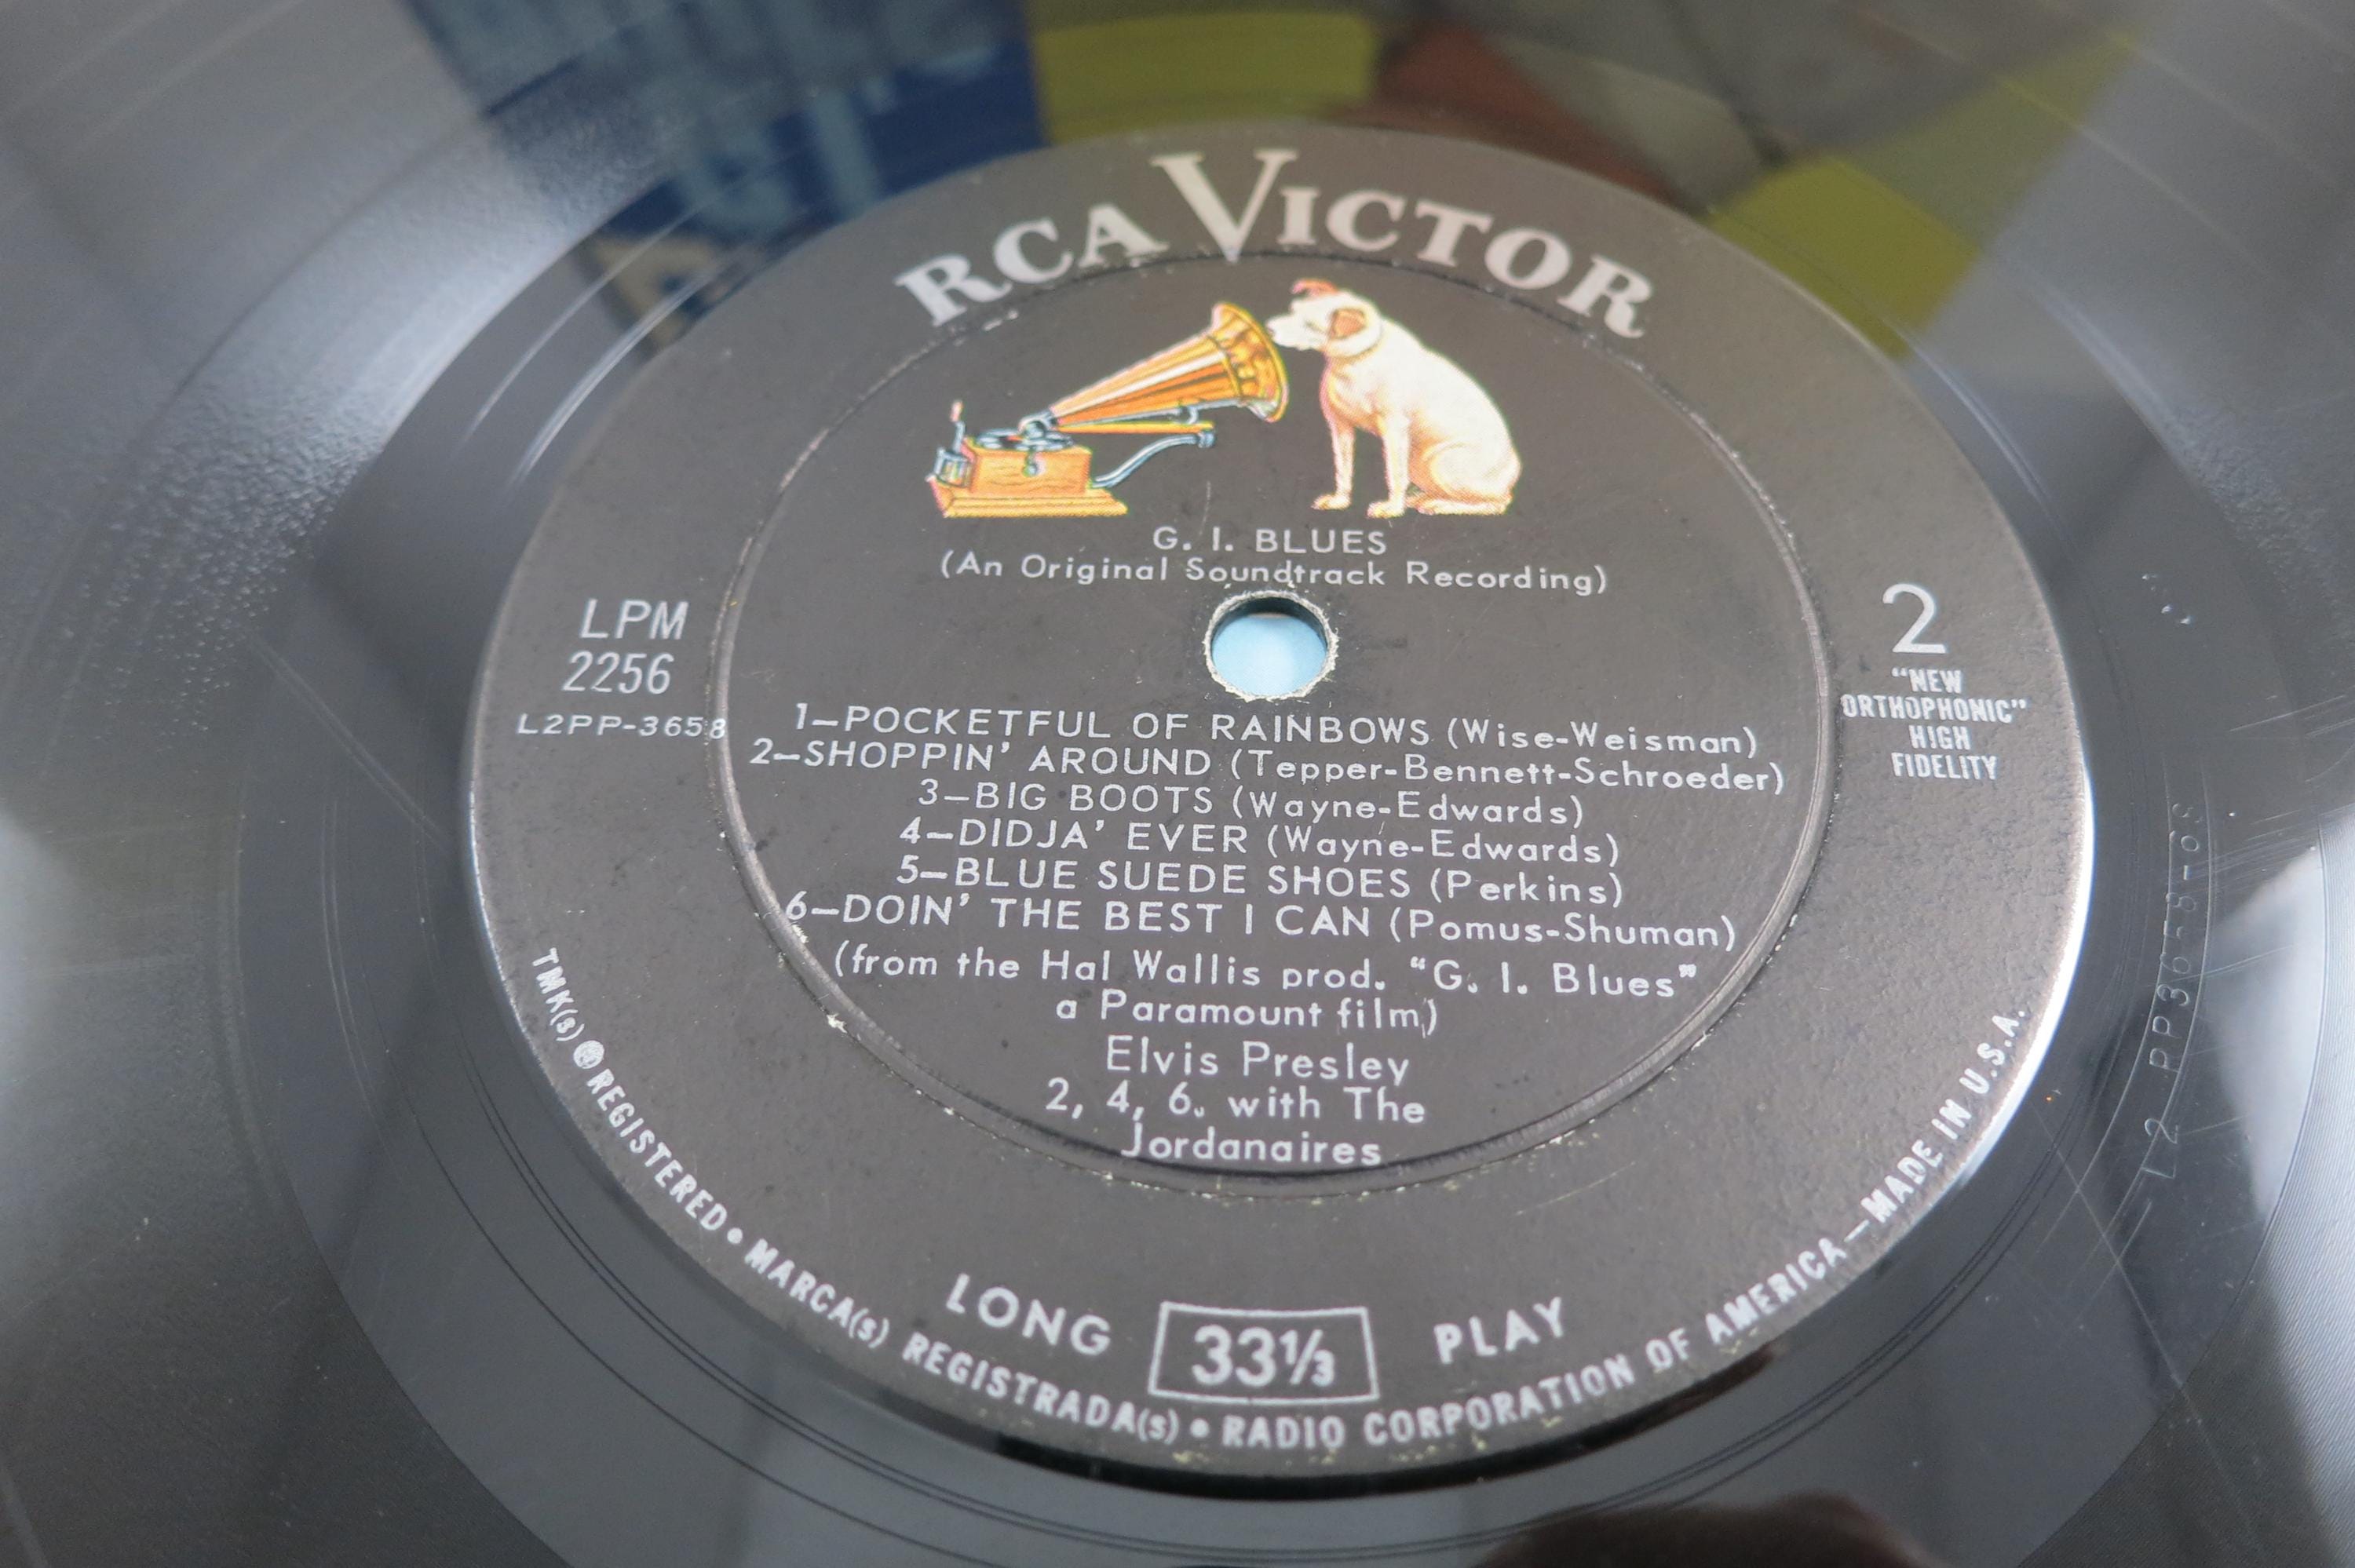 RCA VICTOR
G. I. BLUES
(An Original Soundtrack Recording)
LPM
2256
L2PP-3658
2
“NEW
ORTHOPHONIC”
HIGH
FIDELITY
1–POCKETFUL OF RAINBOWS (Wise-Weisman)
2–SHOPPIN’ AROUND (Tepper-Bennett-Schroeder)
3–BIG BOOTS (Wayne-Edwards)
4–DIDJA’ EVER (Wayne-Edwards)
5–BLUE SUEDE SHOES (Perkins)
6–DOIN’ THE BEST I CAN (Pomus-Shuman)
(from the Hal Wallis prod. “G. I. Blues”
a Paramount film)
Elvis Presley
2, 4, 6. with The
Jordanaires
LONG 33⅓ PLAY
TMK(s) ® REGISTERED • MARCA(s) REGISTRADA(s) • RADIO CORPORATION OF AMERICA—MADE IN U.S.A.